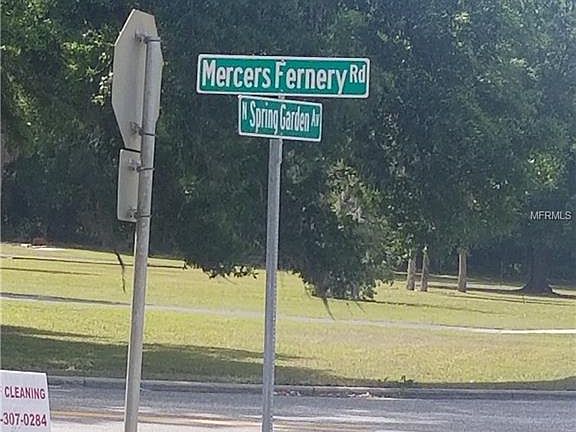 Mercers Fernery Rd
N Spring Garden Av
MFRMLS
CLEANING
-307-0284